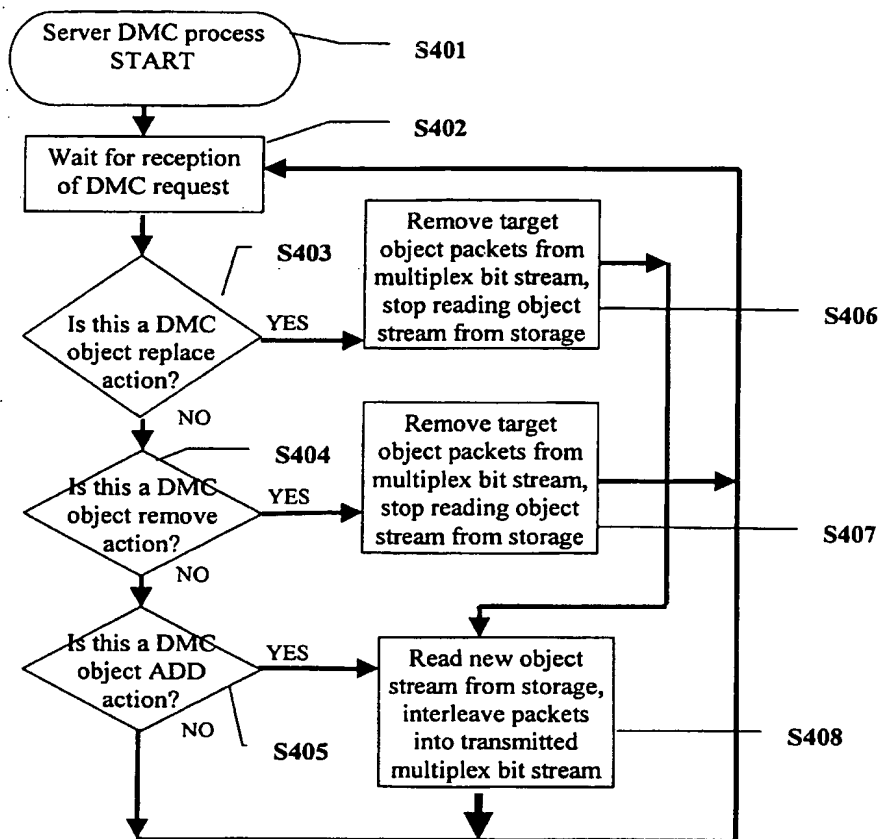 Server DMC process
START
S401
S402
Wait for reception
of DMC request
S403
Is this a DMC
object replace
action?
YES
NO
Remove target
object packets from
multiplex bit stream,
stop reading object
stream from storage
S406
S404
Is this a DMC
object remove
action?
YES
NO
Remove target
object packets from
multiplex bit stream,
stop reading object
stream from storage
S407
Is this a DMC
object ADD
action?
YES
NO
S405
Read new object
stream from storage,
interleave packets
into transmitted
multiplex bit stream
S408